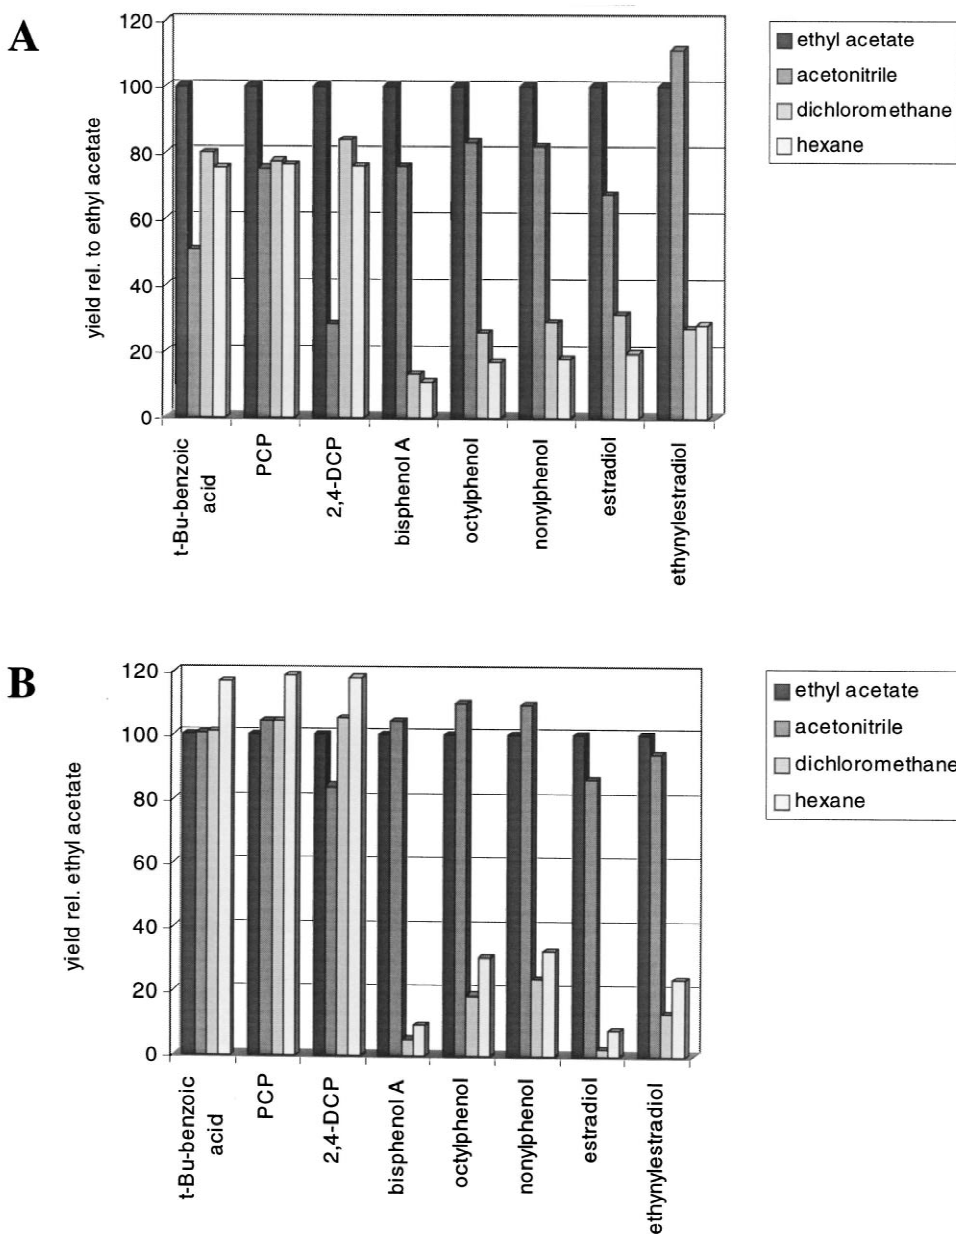 A
120
100
80
60
40
20
0
yield rel. to ethyl acetate
t-Bu-benzoic
acid
PCP
2,4-DCP
bisphenol A
octylphenol
nonylphenol
estradiol
ethynylestradiol
ethyl acetate
acetonitrile
dichloromethane
hexane
B
120
100
80
60
40
20
0
yield rel. ethyl acetate
t-Bu-benzoic
acid
PCP
2,4-DCP
bisphenol A
octylphenol
nonylphenol
estradiol
ethynylestradiol
ethyl acetate
acetonitrile
dichloromethane
hexane